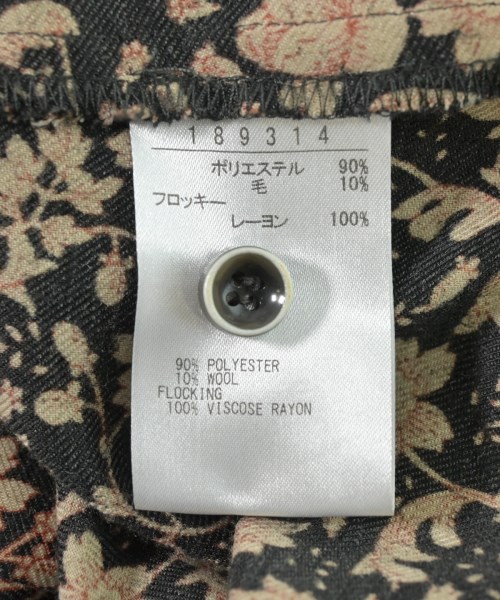 189314
ポリエステル 90%
毛 10%
フロッキー
レーヨン 100%
90% POLYESTER
10% WOOL
FLOCKING
100% VISCOSE RAYON